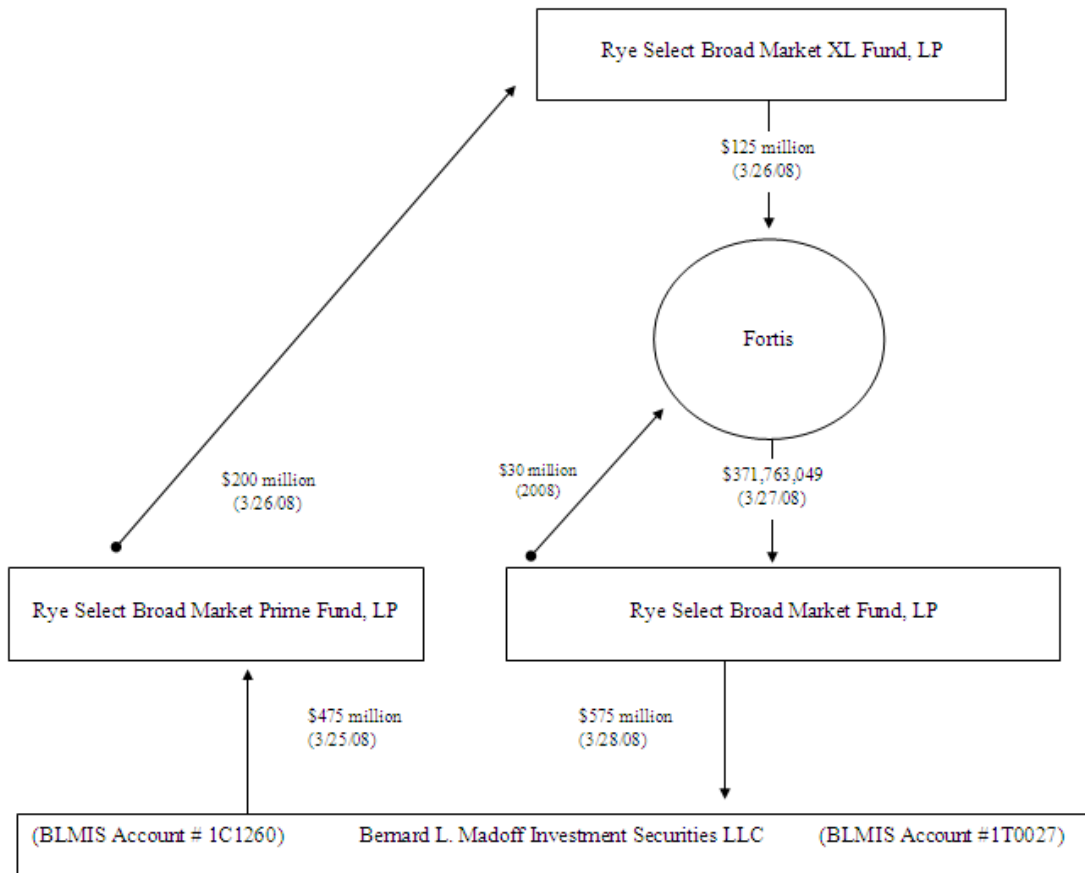 Rye Select Broad Market XL Fund, LP
$125 million
(3/26/08)
Fortis
$200 million
(3/26/08)
$30 million
(2008)
$371,763,049
(3/27/08)
Rye Select Broad Market Prime Fund, LP
Rye Select Broad Market Fund, LP
$475 million
(3/25/08)
$575 million
(3/28/08)
(BLMIS Account # 1C1260) Bernard L. Madoff Investment Securities LLC (BLMIS Account #1T0027)